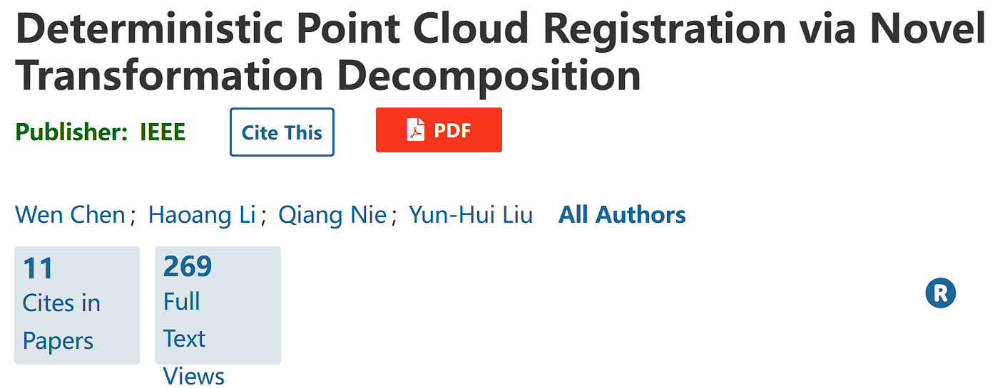 Deterministic Point Cloud Registration via Novel
Transformation Decomposition
Publisher: IEEE Cite This PDF
Wen Chen; Haoang Li; Qiang Nie; Yun-Hui Liu All Authors
11
Cites in
Papers
269
Full
Text
Views
R